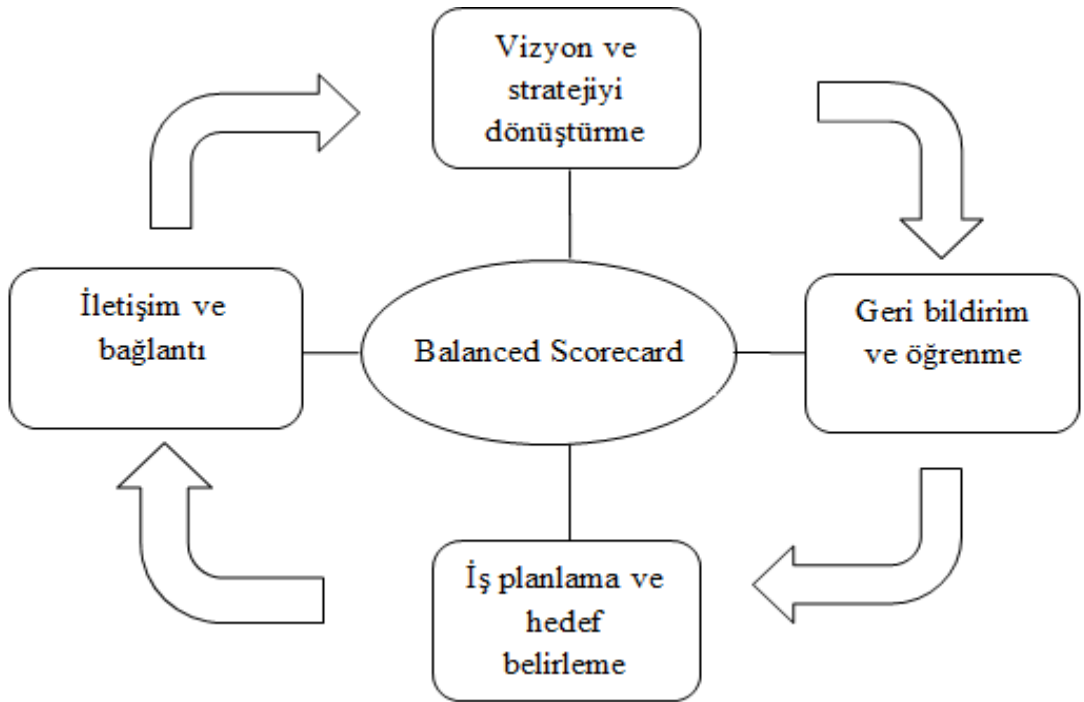 Vizyon ve
stratejiyi
dönüştürme
İletişim ve
bağlantı
Balanced Scorecard
Geri bildirim
ve öğrenme
İş planlama ve
hedef
belirleme